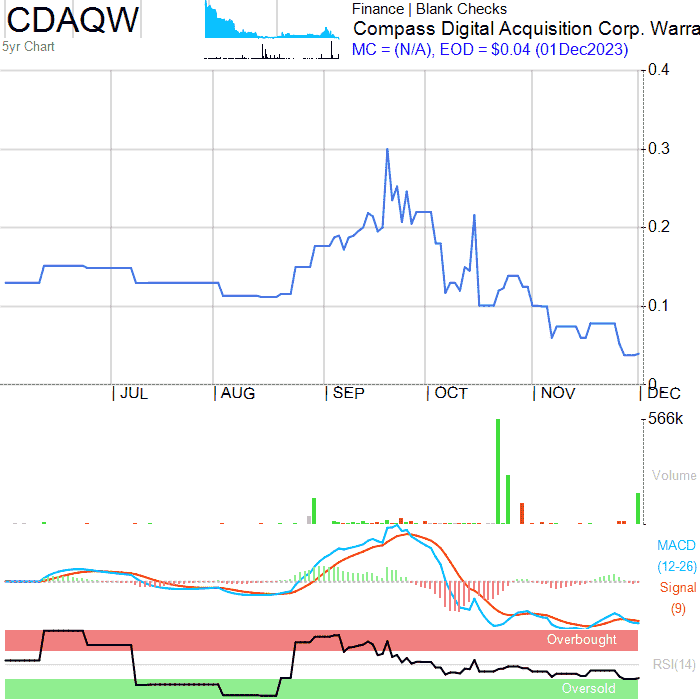 CDAQW
5yr Chart
Finance | Blank Checks
Compass Digital Acquisition Corp. Warra
MC = (N/A), EOD = $0.04 (01Dec2023)
0.4
0.3
0.2
0.1
0
| JUL | AUG | SEP | OCT | NOV | DEC
566k
Volume
MACD
(12-26)
Signal
(9)
Overbought
RSI(14)
Oversold